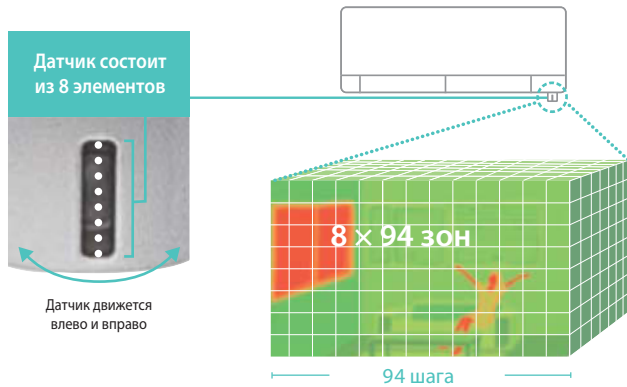 Датчик состоит
из 8 элементов
8 × 94 зон
Датчик движется
влево и вправо
94 шага